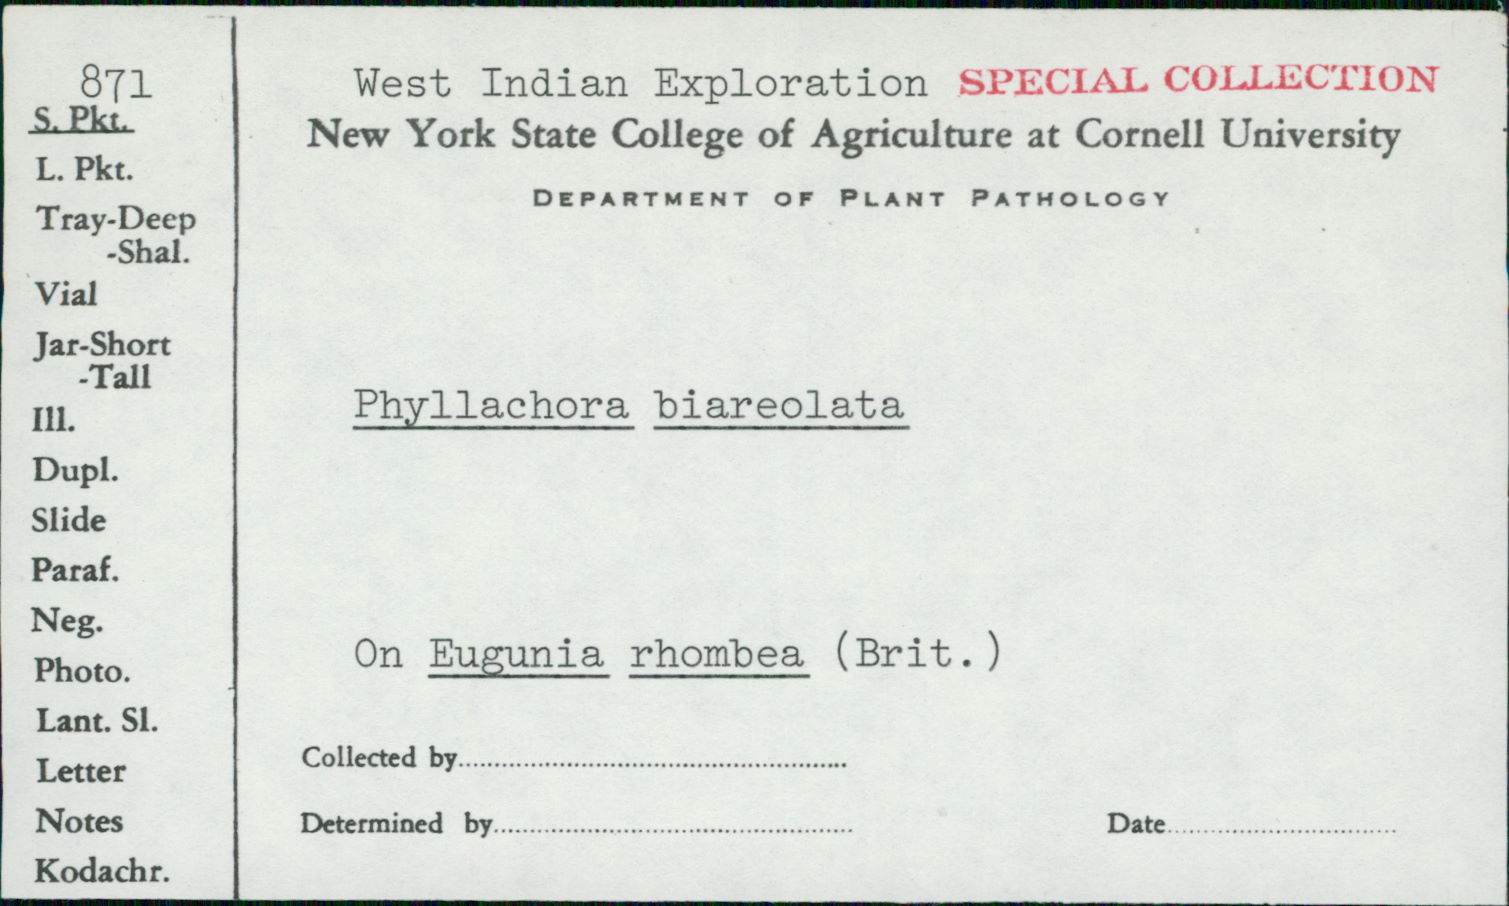 871
S. Pkt.
L. Pkt.
Tray-Deep
-Shal.
Vial
Jar-Short
-Tall
Ill.
Dupl.
Slide
Paraf.
Neg.
Photo.
Lant. Sl.
Letter
Notes
Kodachr.
West Indian Exploration SPECIAL COLLECTION
New York State College of Agriculture at Cornell University
DEPARTMENT OF PLANT PATHOLOGY
Phyllachora biareolata
On Eugunia rhombea (Brit.)
Collected by
Determined by
Date